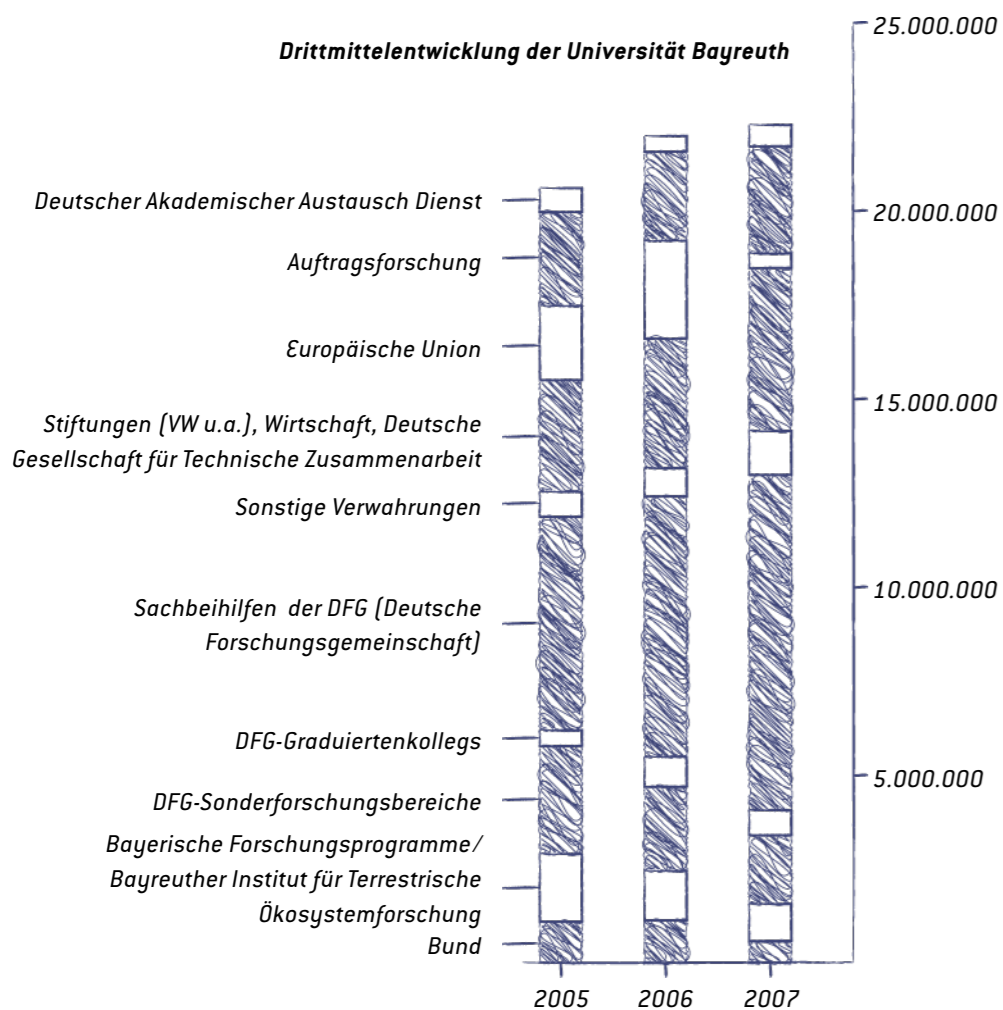 Drittmittelentwicklung der Universität Bayreuth
25.000.000
20.000.000
15.000.000
10.000.000
5.000.000
Deutscher Akademischer Austausch Dienst
Auftragsforschung
Europäische Union
Stiftungen (VW u.a.), Wirtschaft, Deutsche
Gesellschaft für Technische Zusammenarbeit
Sonstige Verwahrungen
Sachbeihilfen der DFG (Deutsche
Forschungsgemeinschaft)
DFG-Graduiertenkollegs
DFG-Sonderforschungsbereiche
Bayerische Forschungsprogramme/
Bayreuther Institut für Terrestrische
Ökosystemforschung
Bund
2005 2006 2007